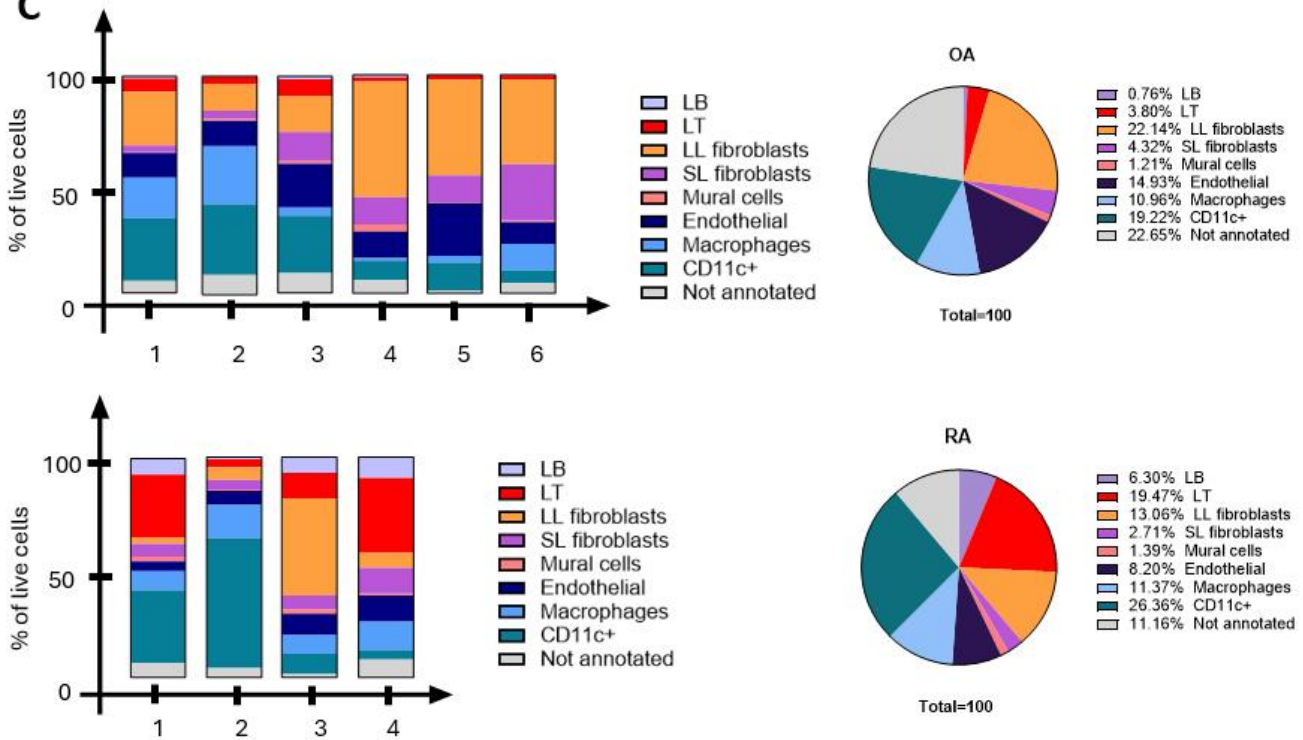 C
% of live cells
100
50
0
1 2 3 4 5 6
LB
LT
LL fibroblasts
SL fibroblasts
Mural cells
Endothelial
Macrophages
CD11c+
Not annotated
OA
Total=100
0.76% LB
3.80% LT
22.14% LL fibroblasts
4.32% SL fibroblasts
1.21% Mural cells
14.93% Endothelial
10.96% Macrophages
19.22% CD11c+
22.65% Not annotated
% of live cells
100
50
0
1 2 3 4
LB
LT
LL fibroblasts
SL fibroblasts
Mural cells
Endothelial
Macrophages
CD11c+
Not annotated
RA
Total=100
6.30% LB
19.47% LT
13.06% LL fibroblasts
2.71% SL fibroblasts
1.39% Mural cells
8.20% Endothelial
11.37% Macrophages
26.36% CD11c+
11.16% Not annotated